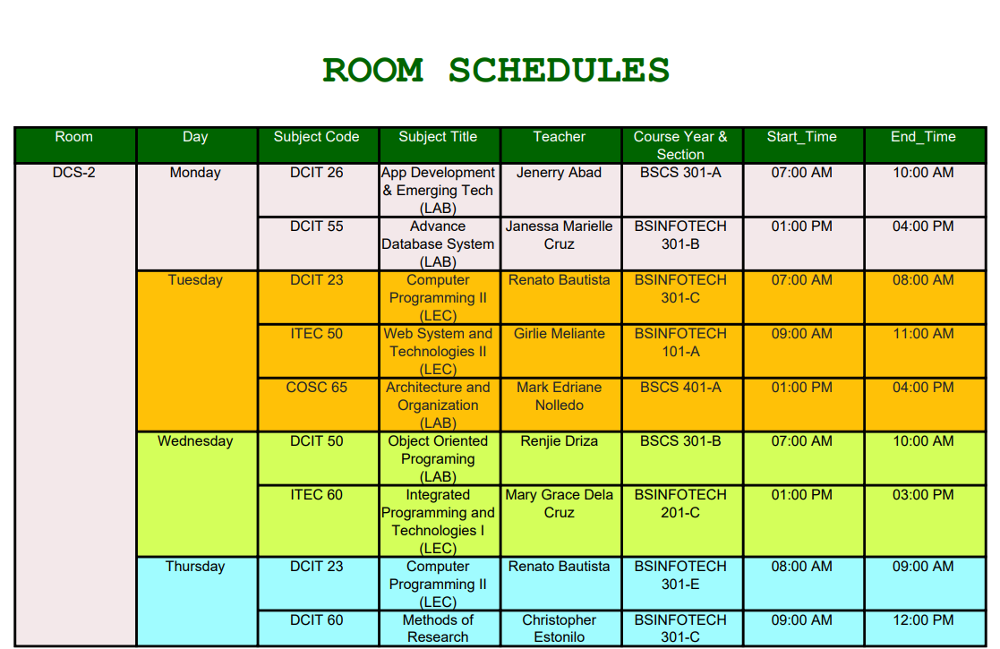 ROOM SCHEDULES
Room Day Subject Code Subject Title Teacher Course Year & Section Start_Time End_Time
DCS-2 Monday DCIT 26 App Development & Emerging Tech (LAB) Jenerry Abad BSCS 301-A 07:00 AM 10:00 AM
DCIT 55 Advance Database System (LAB) Janessa Marielle Cruz BSINFOTECH 301-B 01:00 PM 04:00 PM
Tuesday DCIT 23 Computer Programming II (LEC) Renato Bautista BSINFOTECH 301-C 07:00 AM 08:00 AM
ITEC 50 Web System and Technologies II (LEC) Girlie Meliante BSINFOTECH 101-A 09:00 AM 11:00 AM
COSC 65 Architecture and Organization (LAB) Mark Edriane Nolledo BSCS 401-A 01:00 PM 04:00 PM
Wednesday DCIT 50 Object Oriented Programing (LAB) Renjie Driza BSCS 301-B 07:00 AM 10:00 AM
ITEC 60 Integrated Programming and Technologies I (LEC) Mary Grace Dela Cruz BSINFOTECH 201-C 01:00 PM 03:00 PM
Thursday DCIT 23 Computer Programming II (LEC) Renato Bautista BSINFOTECH 301-E 08:00 AM 09:00 AM
DCIT 60 Methods of Research Christopher Estonilo BSINFOTECH 301-C 09:00 AM 12:00 PM